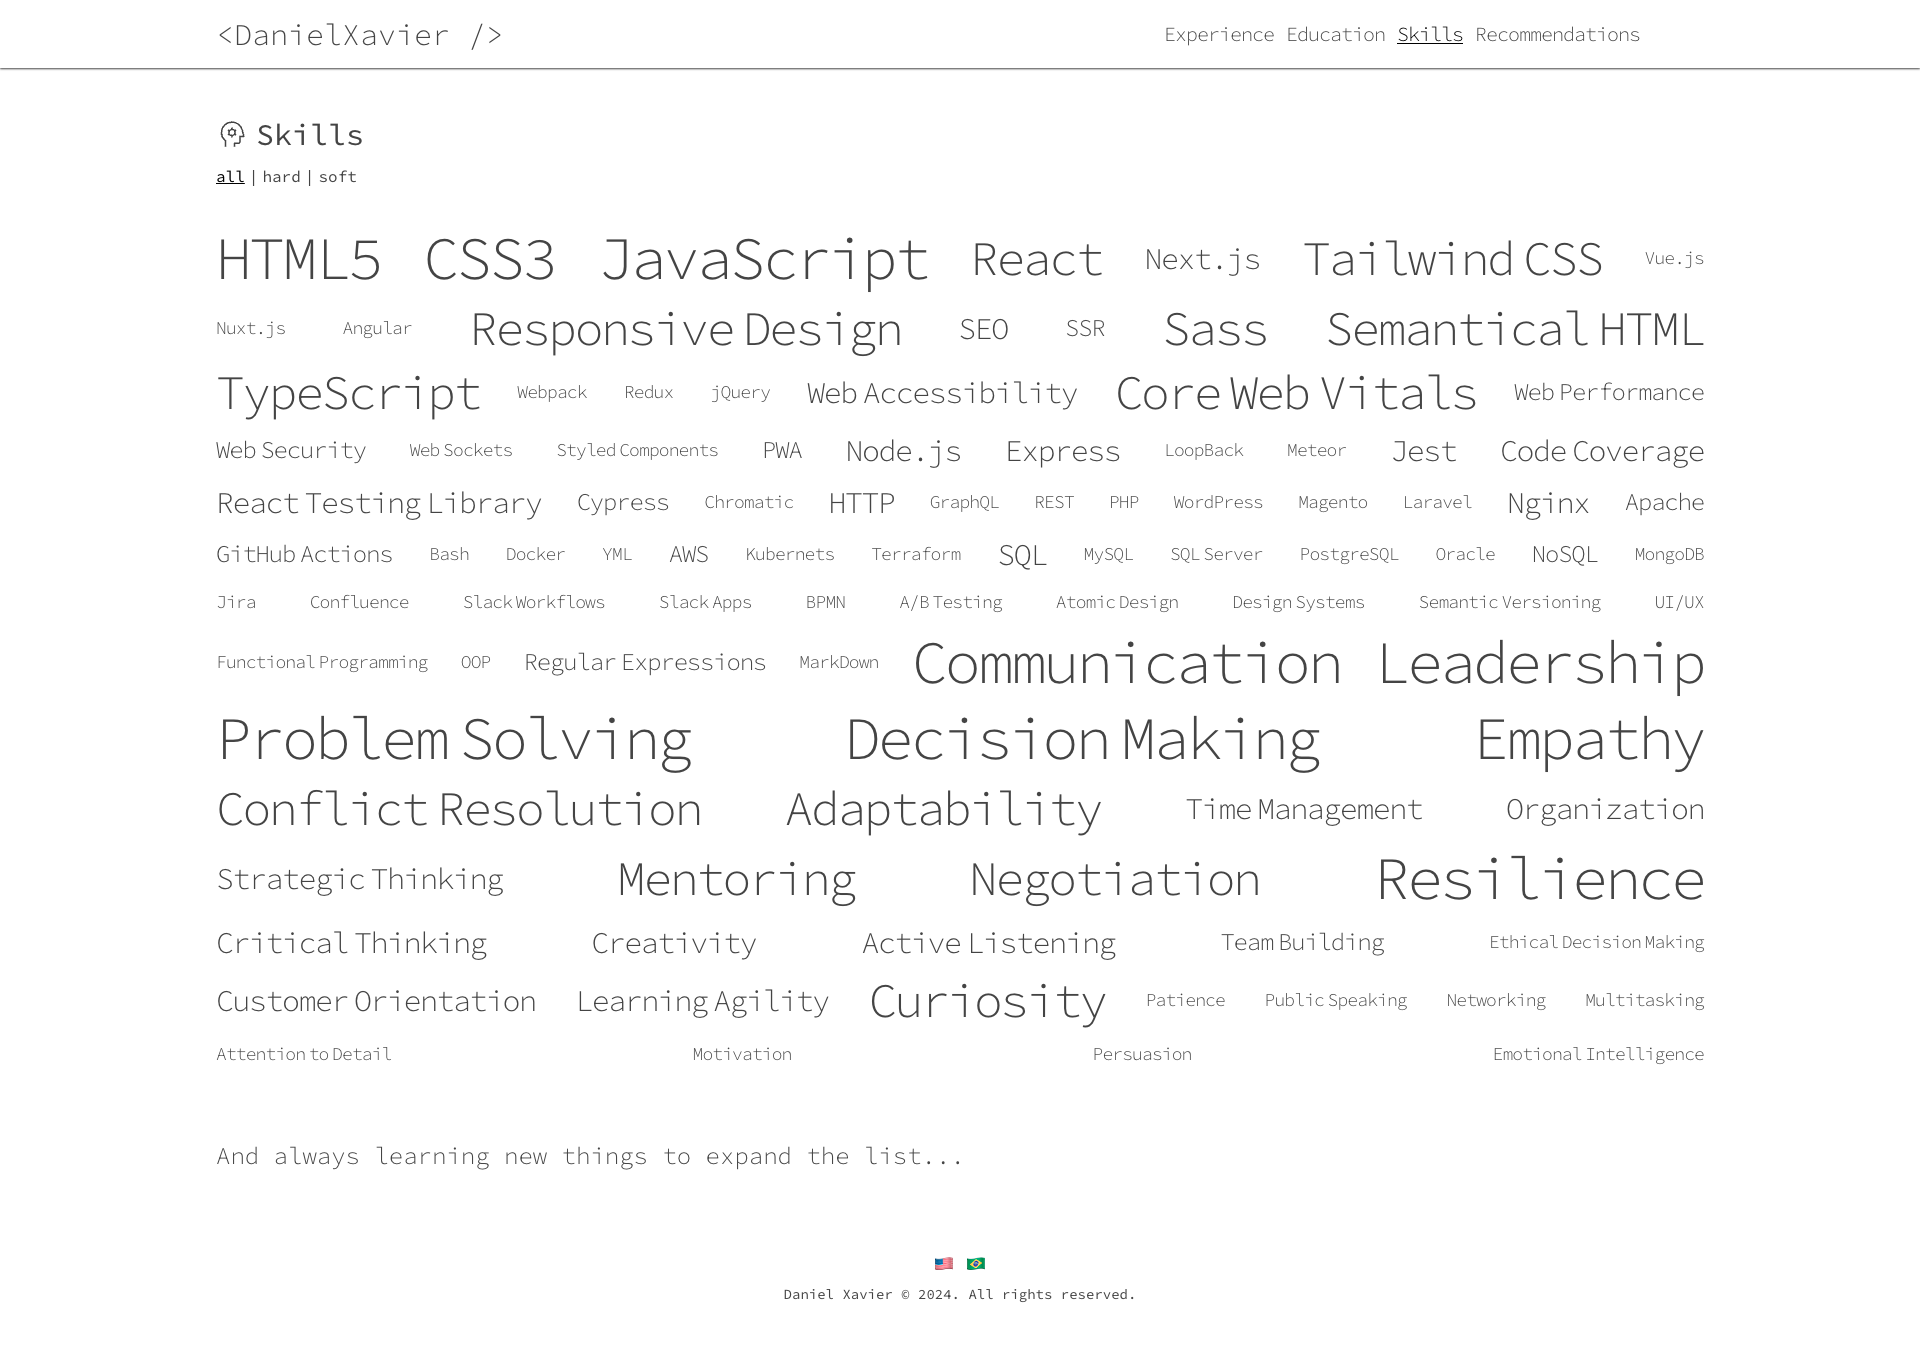 <DanielXavier /> Experience Education Skills Recommendations
Skills
all | hard | soft
HTML5 CSS3 JavaScript React Next.js Tailwind CSS Vue.js
Nuxt.js Angular Responsive Design SEO SSR Sass Semantical HTML
TypeScript Webpack Redux jQuery Web Accessibility Core Web Vitals Web Performance
Web Security Web Sockets Styled Components PWA Node.js Express LoopBack Meteor Jest Code Coverage
React Testing Library Cypress Chromatic HTTP GraphQL REST PHP WordPress Magento Laravel Nginx Apache
GitHub Actions Bash Docker YML AWS Kubernets Terraform SQL MySQL SQL Server PostgreSQL Oracle NoSQL MongoDB
Jira Confluence Slack Workflows Slack Apps BPMN A/B Testing Atomic Design Design Systems Semantic Versioning UI/UX
Functional Programming OOP Regular Expressions MarkDown Communication Leadership
Problem Solving Decision Making Empathy
Conflict Resolution Adaptability Time Management Organization
Strategic Thinking Mentoring Negotiation Resilience
Critical Thinking Creativity Active Listening Team Building Ethical Decision Making
Customer Orientation Learning Agility Curiosity Patience Public Speaking Networking Multitasking
Attention to Detail Motivation Persuasion Emotional Intelligence
And always learning new things to expand the list...
Daniel Xavier © 2024. All rights reserved.